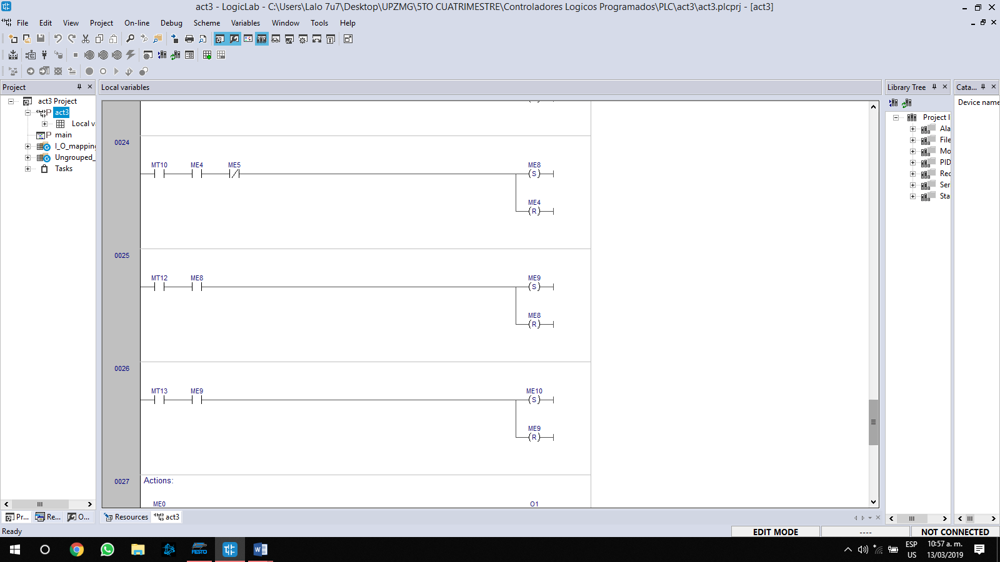 act3 - LogicLab - C:\Users\Lalo 7u7\Desktop\UPZMG\5TO CUATRIMESTRE\Controladores Logicos Programados\PLC\act3\act3.plcprj - [act3]
File Edit View Project On-line Debug Scheme Variables Window Tools Help
Project
Local variables
Library Tree
Cata...
act3 Project
act3
Local va
main
I_O_mapping
Ungrouped_
Tasks
0024
MT10 ME4 ME5 ME8
S
ME4
R
0025
MT12 ME8 ME9
S
ME8
R
0026
MT13 ME9 ME10
S
ME9
R
0027
Actions:
ME0 O1
Project l
Ala
File
Mo
PID
Rec
Ser
Sta
Device name
Pr... Re... O...
Resources act3
Ready
EDIT MODE ---- NOT CONNECTED
FESTO
ESP
US
10:57 a. m.
13/03/2019